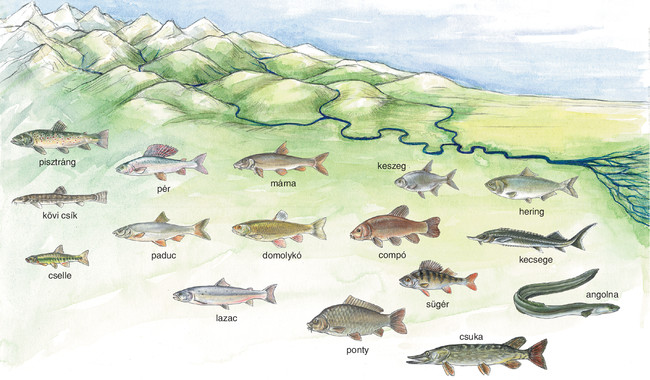 pisztráng
pér
márna
keszeg
hering
kövi csík
paduc
domolykó
compó
kecsege
cselle
lazac
sügér
angolna
ponty
csuka